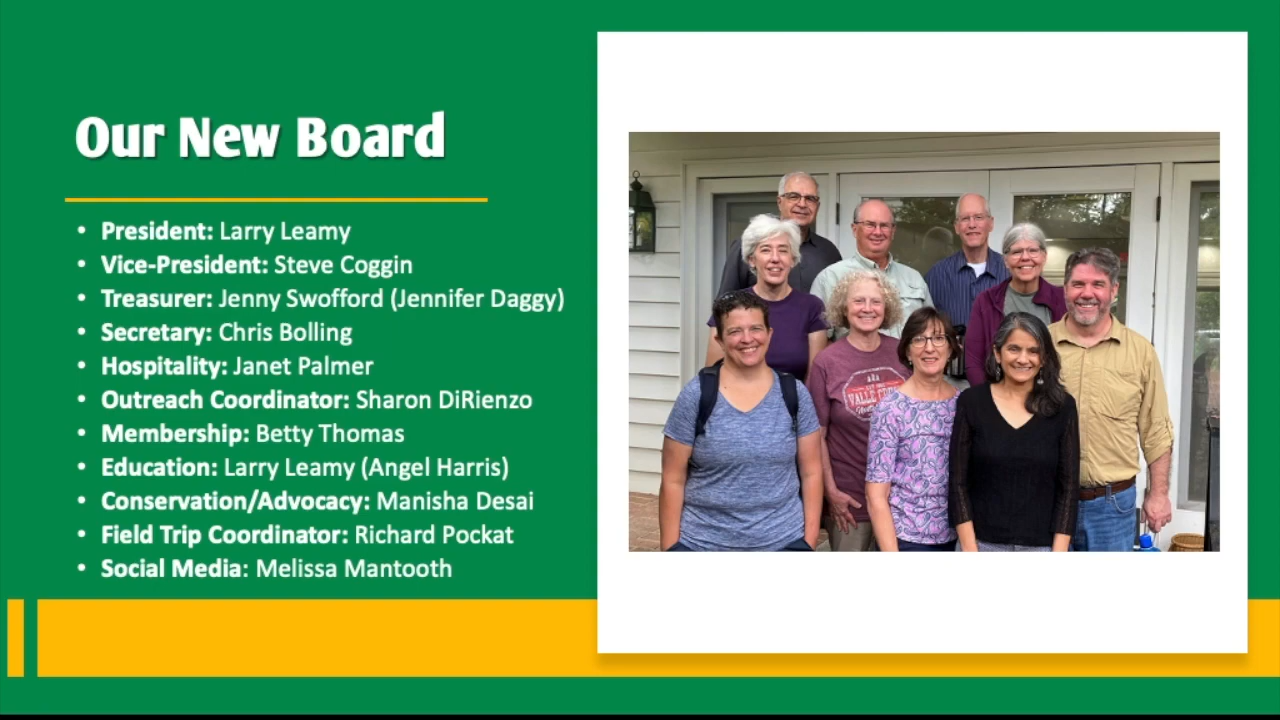 Our New Board
• President: Larry Leamy
• Vice-President: Steve Coggin
• Treasurer: Jenny Swofford (Jennifer Daggy)
• Secretary: Chris Bolling
• Hospitality: Janet Palmer
• Outreach Coordinator: Sharon DiRienzo
• Membership: Betty Thomas
• Education: Larry Leamy (Angel Harris)
• Conservation/Advocacy: Manisha Desai
• Field Trip Coordinator: Richard Pockat
• Social Media: Melissa Mantooth
VALLE